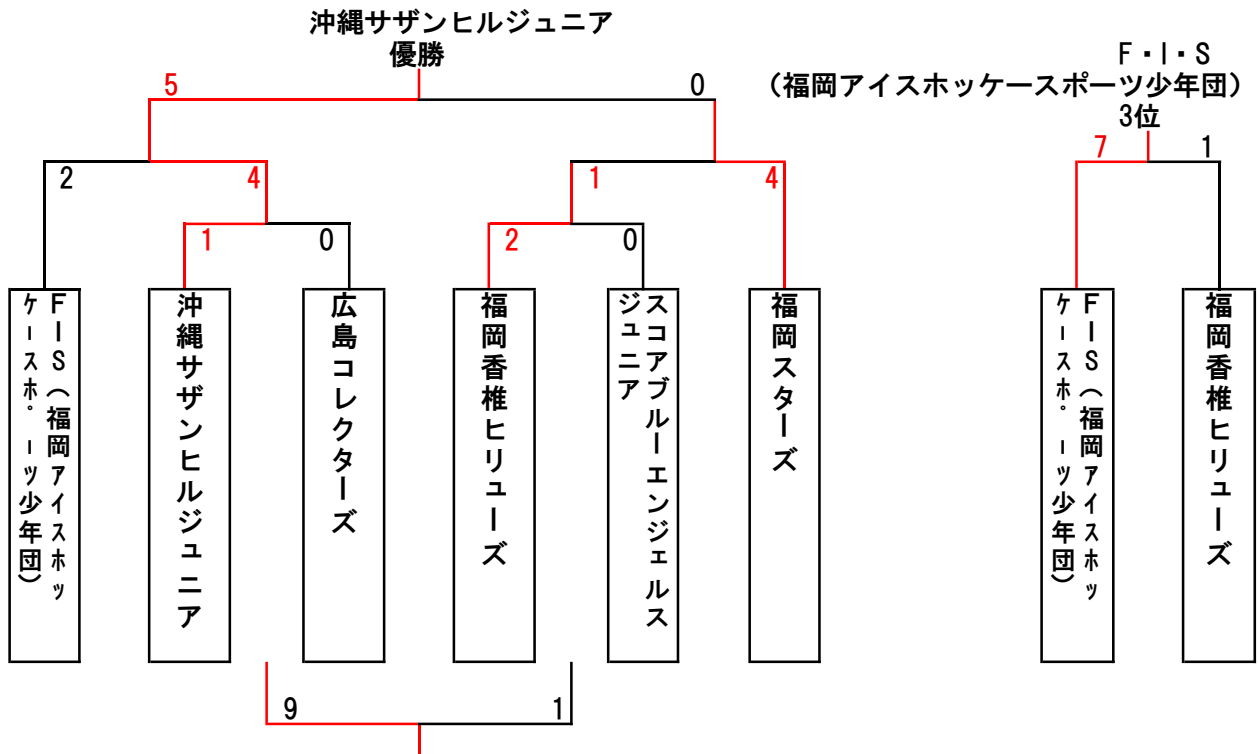 沖縄サザンヒルジュニア
優勝
F・I・S
（福岡アイスホッケースポーツ少年団）
3位
5
0
7
1
2
4
1
4
1
0
2
0
ＦＩＳ（福岡アイスホッ
ケースポーツ少年団）
沖縄サザンヒルジュニア
広島コレクターズ
福岡香椎ヒリューズ
スコアブルーエンジェルス
ジュニア
福岡スターズ
ＦＩＳ（福岡アイスホッ
ケースポーツ少年団）
福岡香椎ヒリューズ
9
1